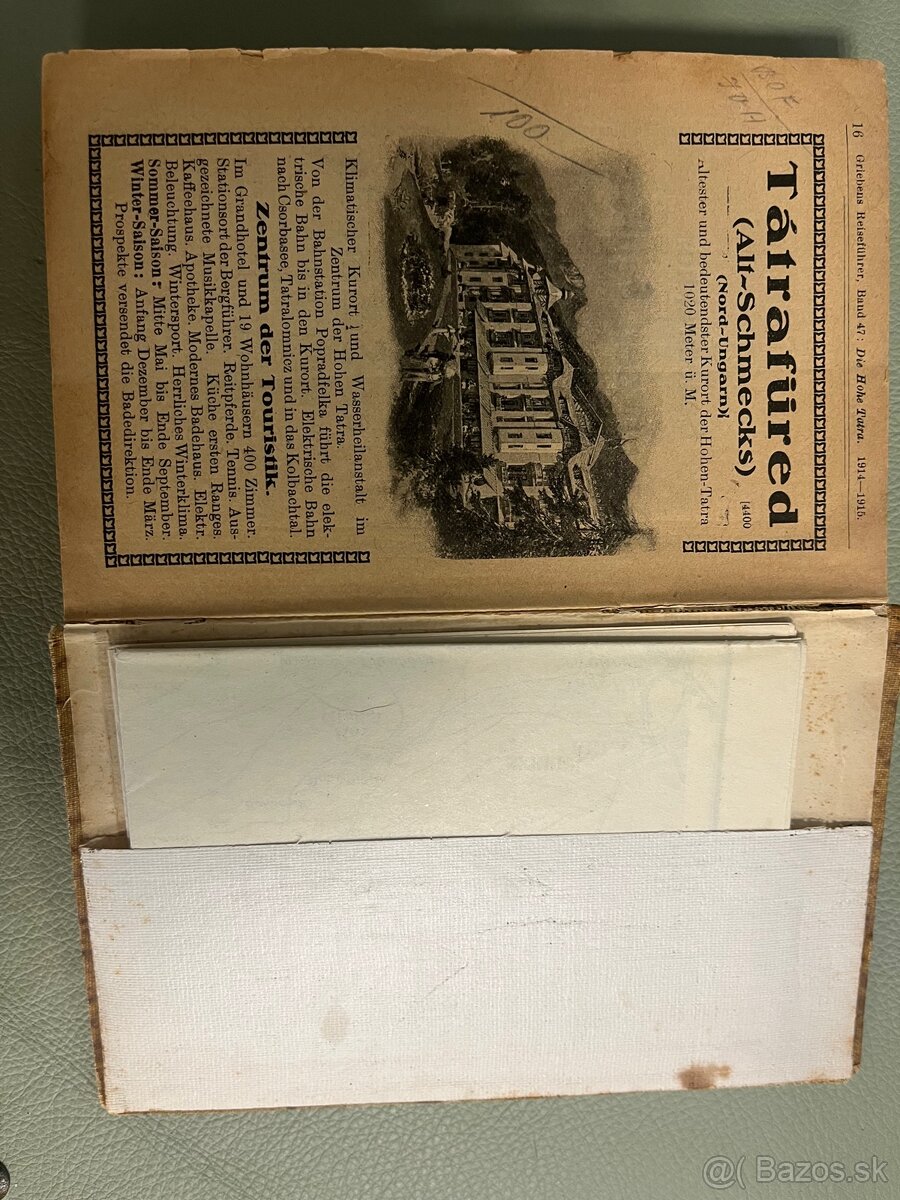 16 Griebens Reiseführer, Band 47: Die Hohe Tatra. 1914—1915.
Tátrafüred
(Alt-Schmecks) [4400
(Nord-Ungarn)
Ältester und bedeutendster Kurort der Hohen-Tatra
1020 Meter ü. M.
100
Klimatischer Kurort und Wasserheilanstalt im
Zentrum der Hohen Tatra.
Von der Bahnstation Popradfelka führt die elek-
trische Bahn bis in den Kurort. Elektrische Bahn
nach Csorbasee, Tatralomnicz und in das Kolbachtal.
Zentrum der Touristik.
Im Grandhotel und 19 Wohnhäusern 400 Zimmer.
Stationsort der Bergführer. Reitpferde. Tennis. Aus-
gezeichnete Musikkapelle. Küche ersten Ranges.
Kaffeehaus. Apotheke. Modernes Badehaus. Elektr.
Beleuchtung. Wintersport. Herrliches Winterklima.
Sommer-Saison: Mitte Mai bis Ende September.
Winter-Saison: Anfang Dezember bis Ende März.
Prospekte versendet die Badedirektion.
@( Bazos.sk